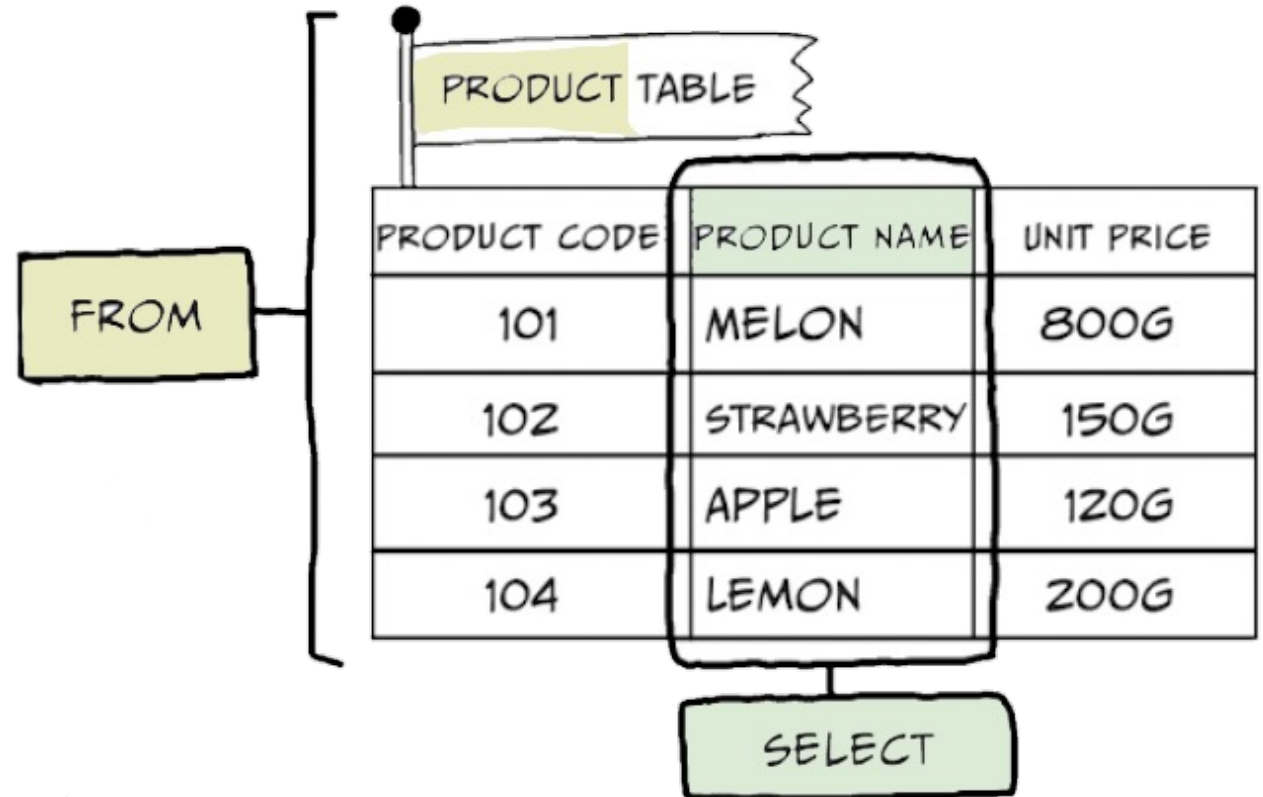 PRODUCT TABLE
PRODUCT CODE PRODUCT NAME UNIT PRICE
FROM
101 MELON 800G
102 STRAWBERRY 150G
103 APPLE 120G
104 LEMON 200G
SELECT